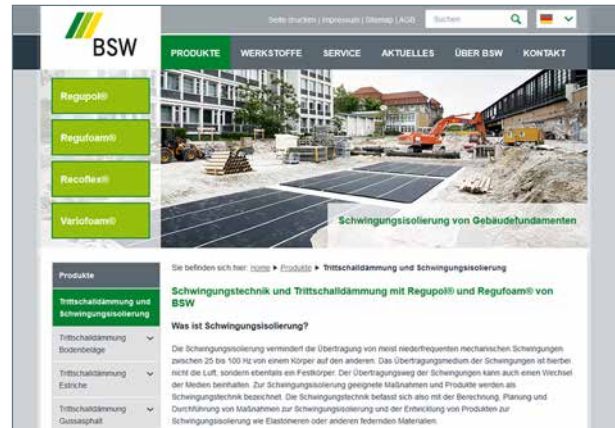 Seite drucken | Impressum | Sitemap | AGB
Suchen
BSW
PRODUKTE WERKSTOFFE SERVICE AKTUELLES ÜBER BSW KONTAKT
Regupol®
Regufoam®
Recoflex®
Variofoam®
Schwingungsisolierung von Gebäudefundamenten
Produkte
Trittschalldämmung und
Schwingungsisolierung
Trittschalldämmung
Bodenbeläge
Trittschalldämmung
Estriche
Trittschalldämmung
Gussasphalt
Sie befinden sich hier: Home ▶ Produkte ▶ Trittschalldämmung und Schwingungsisolierung
Schwingungstechnik und Trittschalldämmung mit Regupol® und Regufoam® von
BSW
Was ist Schwingungsisolierung?
Die Schwingungsisolierung vermindert die Übertragung von meist niederfrequenten mechanischen Schwingungen
zwischen 25 bis 100 Hz von einem Körper auf den anderen. Das Übertragungsmedium der Schwingungen ist hierbei
nicht die Luft, sondern ebenfalls ein Festkörper. Der Übertragungsweg der Schwingungen kann auch einen Wechsel
der Medien beinhalten. Zur Schwingungsisolierung geeignete Maßnahmen und Produkte werden als
Schwingungstechnik bezeichnet. Die Schwingungstechnik befasst sich also mit der Berechnung, Planung und
Durchführung von Maßnahmen zur Schwingungsisolierung und der Entwicklung von Produkten zur
Schwingungsisolierung wie Elastomeren oder anderen federnden Materialien.